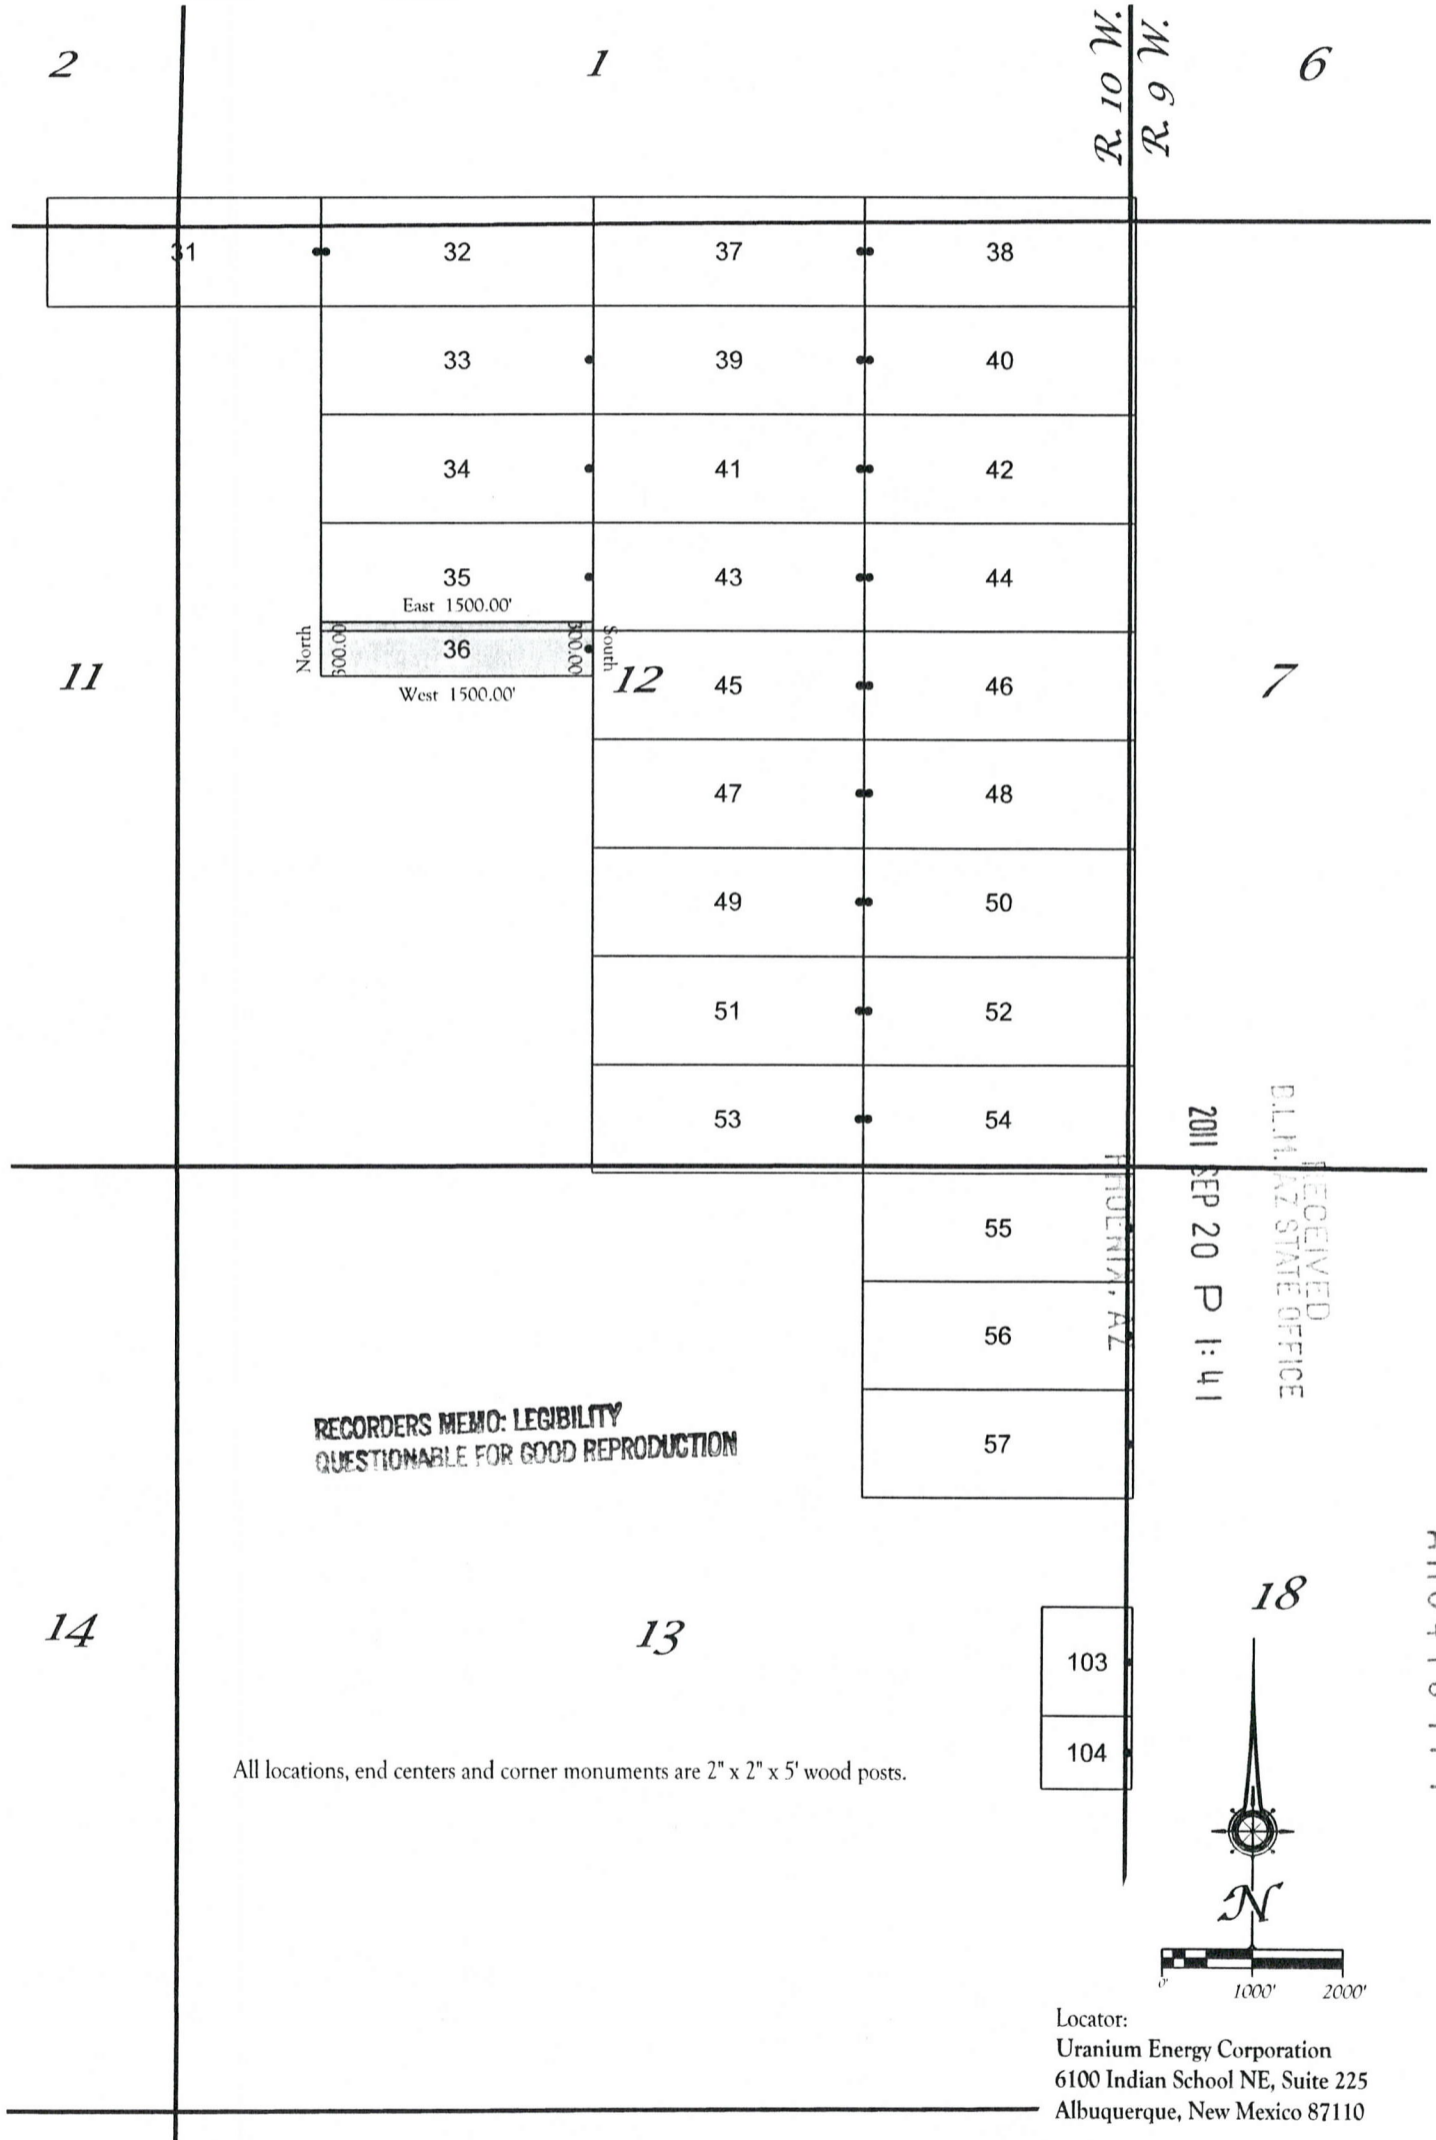 2
1
R. 10 W.
R. 9 W.
6
31
32
37
38
33
39
40
34
41
42
35
43
44
East 1500.00'
North
300.00
36
300.00
South
West 1500.00'
11
12
45
46
7
47
48
49
50
51
52
53
54
RECEIVED
B.L.M. AZ STATE OFFICE
2011 SEP 20 P 1:41
PHOENIX, AZ
55
56
57
RECORDERS MEMO: LEGIBILITY
QUESTIONABLE FOR GOOD REPRODUCTION
14
13
18
103
104
All locations, end centers and corner monuments are 2" x 2" x 5' wood posts.
N
0'
1000'
2000'
Locator:
Uranium Energy Corporation
6100 Indian School NE, Suite 225
Albuquerque, New Mexico 87110